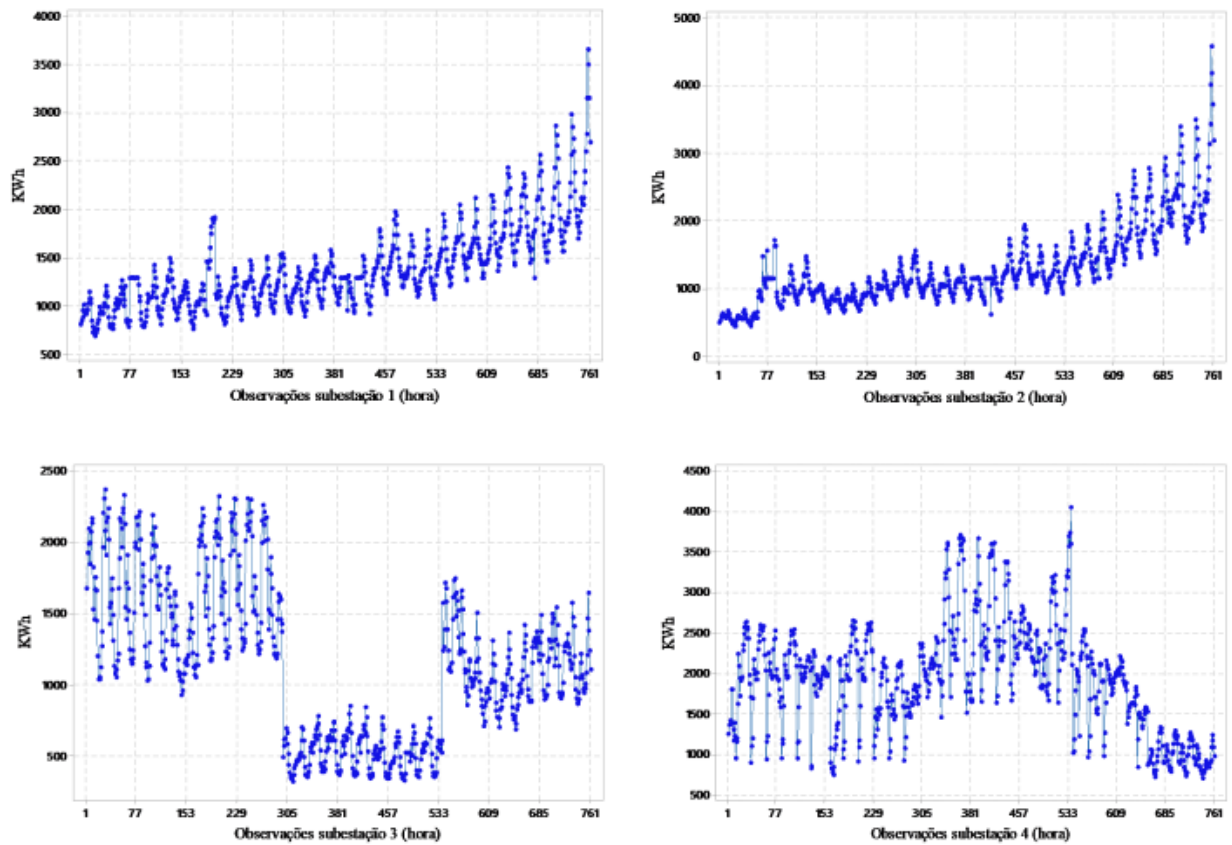 4000
3500
3000
2500
2000
1500
1000
500
KWh
1 77 153 229 305 381 457 533 609 685 761
Observações subestação 1 (hora)
5000
4000
3000
2000
1000
0
KWh
1 77 153 229 305 381 457 533 609 685 761
Observações subestação 2 (hora)
2500
2000
1500
1000
500
KWh
1 77 153 229 305 381 457 533 609 685 761
Observações subestação 3 (hora)
4500
4000
3500
3000
2500
2000
1500
1000
500
KWh
1 77 153 229 305 381 457 533 609 685 761
Observações subestação 4 (hora)